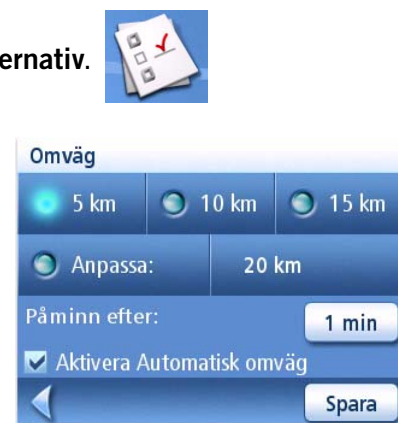 ernativ.
Omväg
5 km 10 km 15 km
Anpassa: 20 km
Påminn efter: 1 min
Aktivera Automatisk omväg
Spara